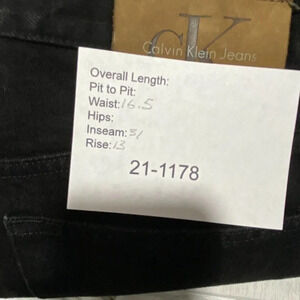 cK
Calvin Klein Jeans
Overall Length:
Pit to Pit:
Waist: 16.5
Hips:
Inseam: 31
Rise: 13
21-1178